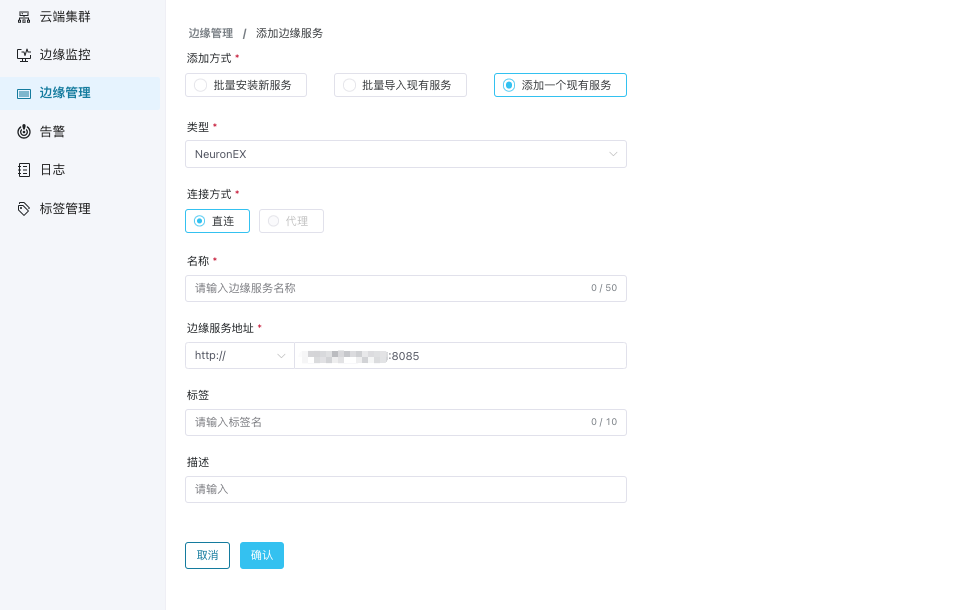 云端集群
边缘监控
边缘管理
告警
日志
标签管理
边缘管理 / 添加边缘服务
添加方式 *
批量安装新服务 批量导入现有服务 添加一个现有服务
类型 *
NeuronEX
连接方式 *
直连 代理
名称 *
请输入边缘服务名称 0 / 50
边缘服务地址 *
http:// :8085
标签
请输入标签名 0 / 10
描述
请输入
取消 确认